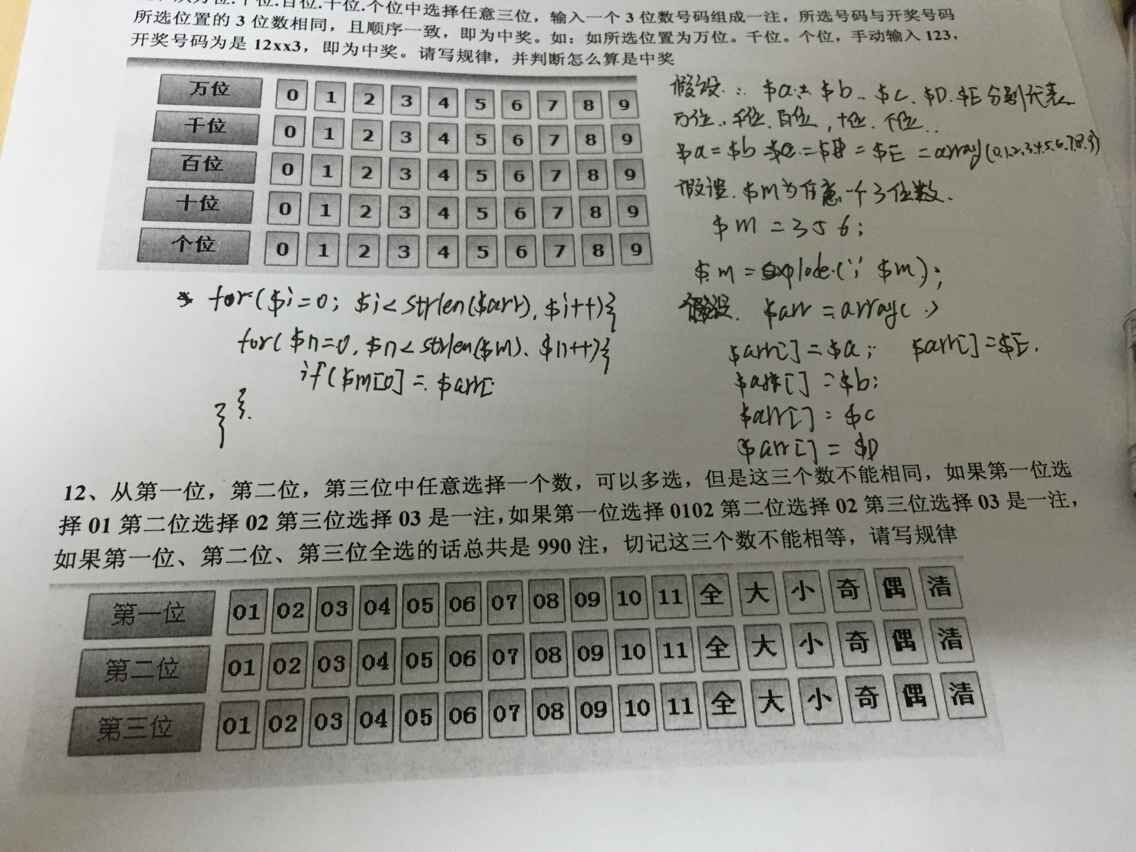 万位.千位.百位.十位.个位中选择任意三位，输入一个 3 位数号码组成一注，所选号码与开奖号码
所选位置的 3 位数相同，且顺序一致，即为中奖。如：如所选位置为万位。千位。个位，手动输入 123，
开奖号码为是 12xx3，即为中奖。请写规律，并判断怎么算是中奖
万位 0 1 2 3 4 5 6 7 8 9
千位 0 1 2 3 4 5 6 7 8 9
百位 0 1 2 3 4 5 6 7 8 9
十位 0 1 2 3 4 5 6 7 8 9
个位 0 1 2 3 4 5 6 7 8 9
假设: $a. $b、$c、$D. $E分别代表
万位、千位、百位，十位、个位..
$a = $b = $c = $D = $E = array(0,1,2,3,4,5,6,7,8,9)
假设. $m为任意一个3位数.
$m = 356;
$m = explode('', $m);
假设. $arr = array( )
$arr[] = $a; $arr[] = $E.
$arr[] = $b;
$arr[] = $c
$arr[] = $D
for($i=0; $i<strlen($arr), $i++){
for($n=0, $n<strlen($m). $n++){
if($m[0] = $arr[
}
}
12、从第一位，第二位，第三位中任意选择一个数，可以多选，但是这三个数不能相同，如果第一位选
择 01 第二位选择 02 第三位选择 03 是一注，如果第一位选择 0102 第二位选择 02 第三位选择 03 是一注，
如果第一位、第二位、第三位全选的话总共是 990 注，切记这三个数不能相等，请写规律
第一位 01 02 03 04 05 06 07 08 09 10 11 全 大 小 奇 偶 清
第二位 01 02 03 04 05 06 07 08 09 10 11 全 大 小 奇 偶 清
第三位 01 02 03 04 05 06 07 08 09 10 11 全 大 小 奇 偶 清